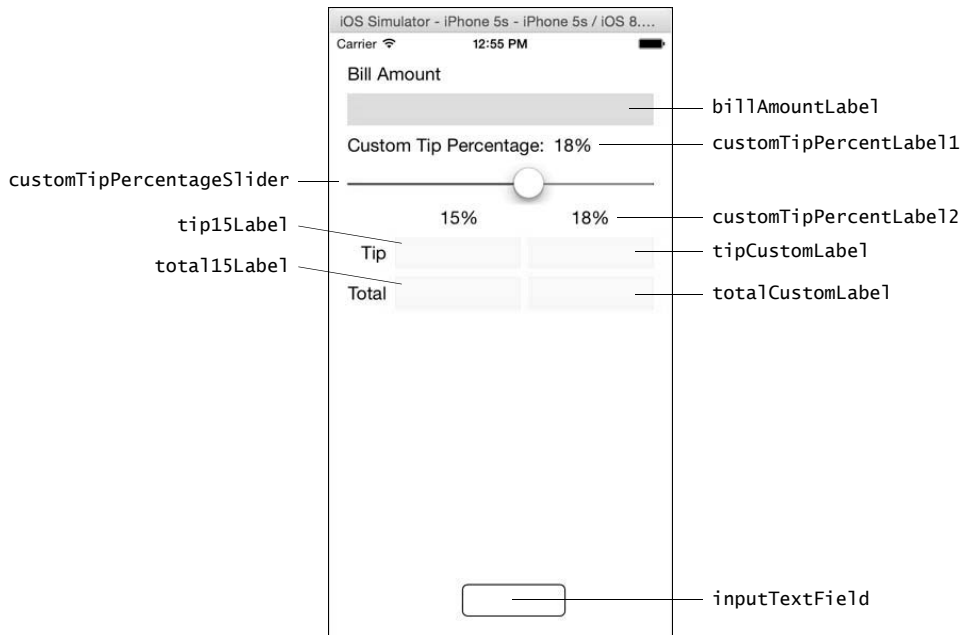 iOS Simulator - iPhone 5s - iPhone 5s / iOS 8....
Carrier 12:55 PM
Bill Amount
billAmountLabel
Custom Tip Percentage: 18%
customTipPercentLabel1
customTipPercentageSlider
15% 18%
customTipPercentLabel2
tip15Label
Tip
tipCustomLabel
total15Label
Total
totalCustomLabel
inputTextField